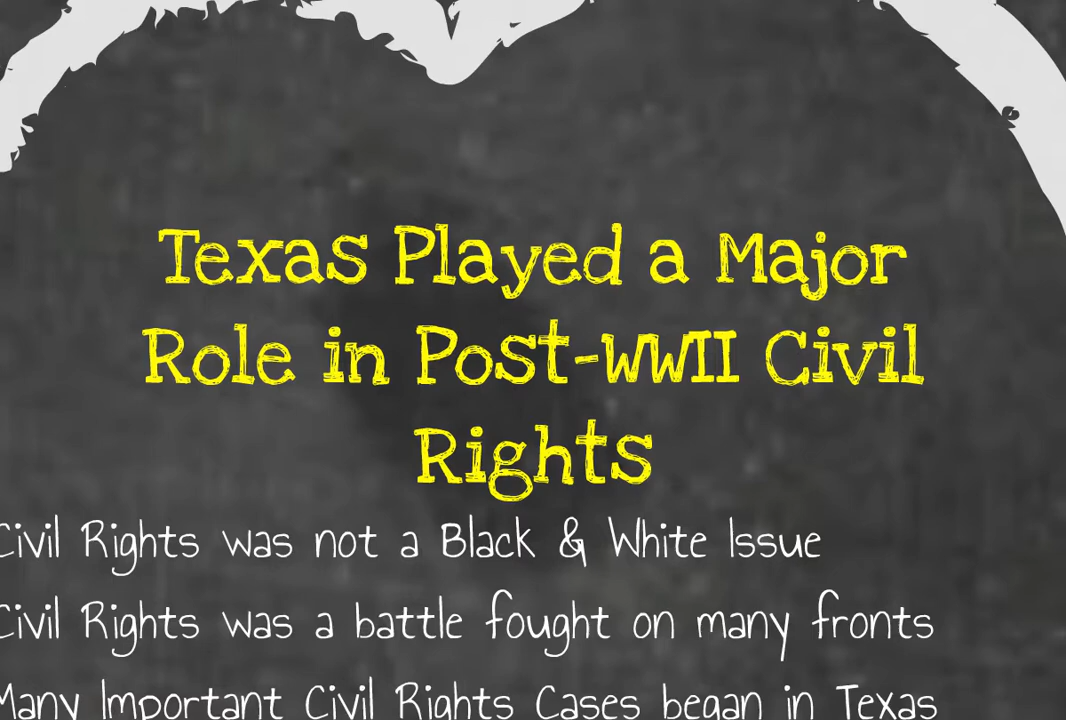 Texas Played a Major
Role in Post-WWII Civil
Rights
Civil Rights was not a Black & White Issue
Civil Rights was a battle fought on many fronts
Many Important Civil Rights Cases began in Texas